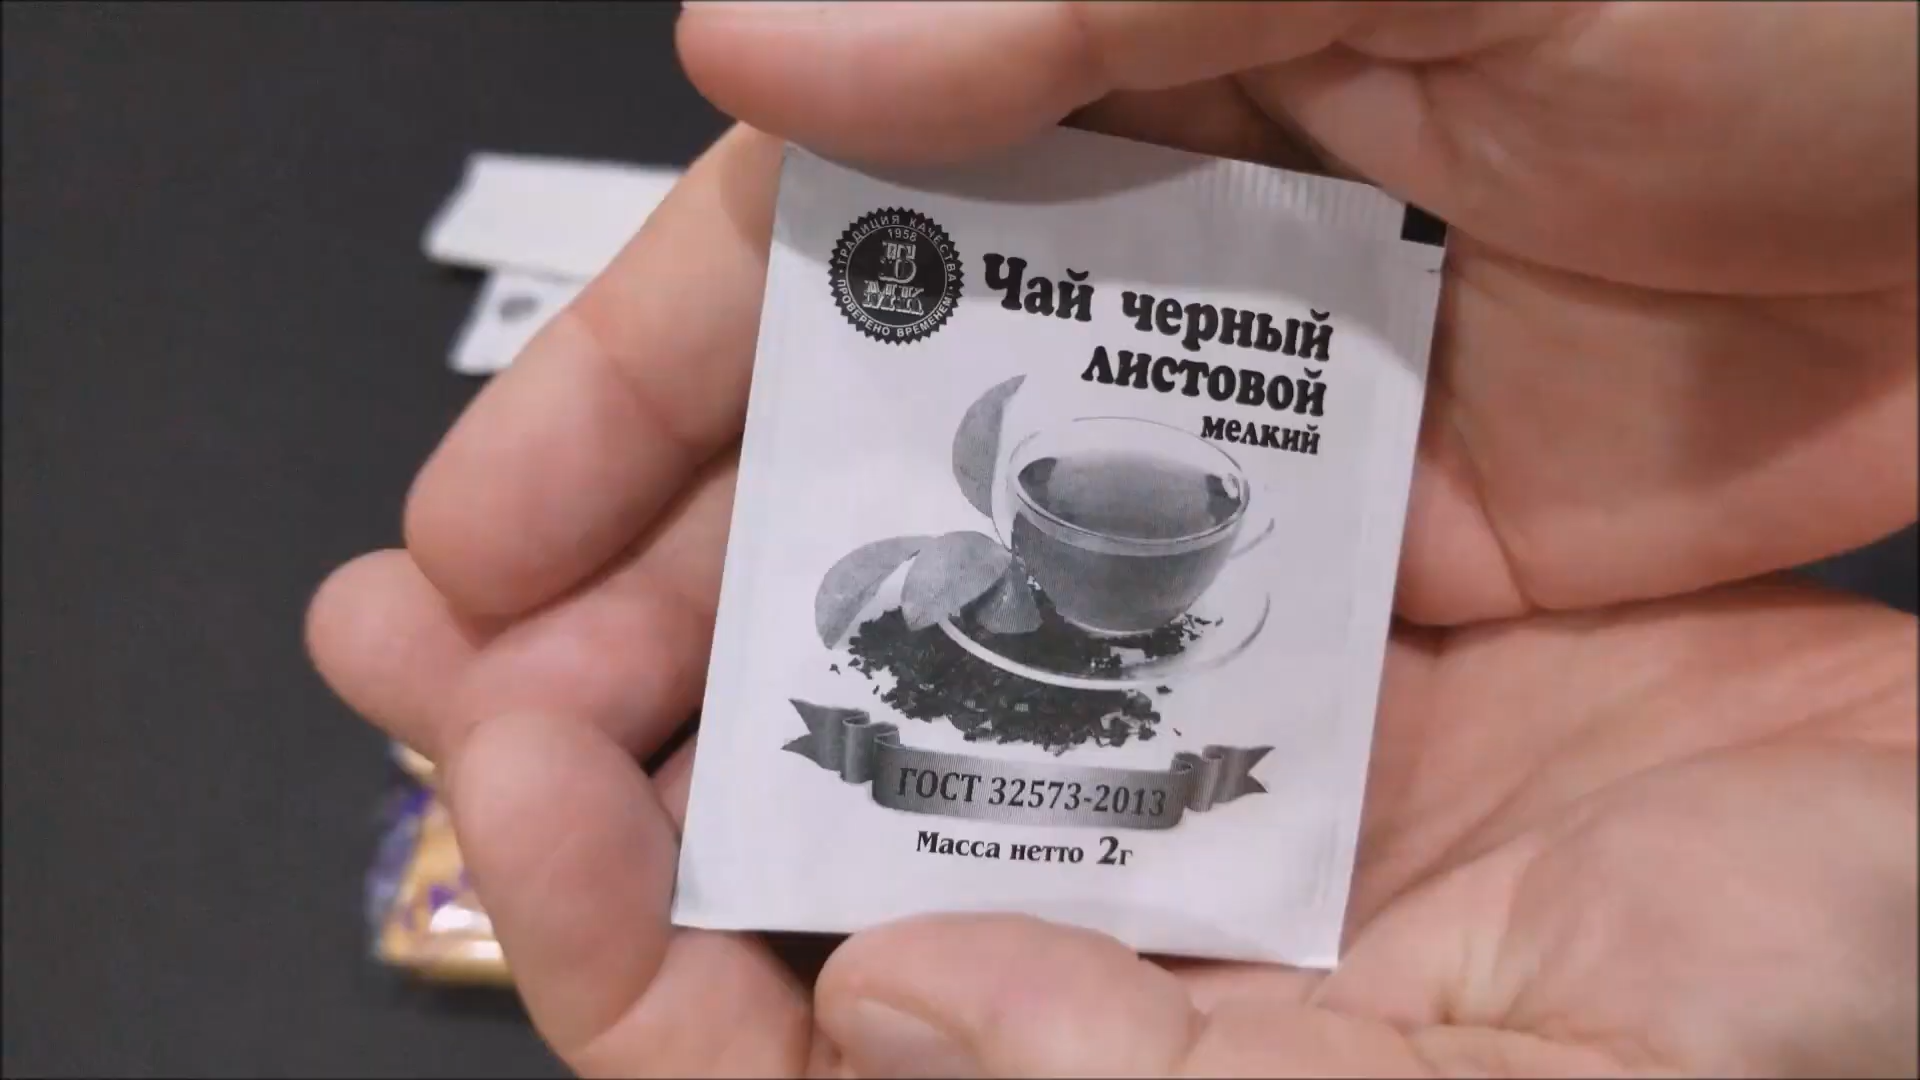 ТРАДИЦИЯ КАЧЕСТВА
1958
ПРОВЕРЕНО ВРЕМЕНЕМ!
Чай черный
листовой
мелкий
ГОСТ 32573-2013
Масса нетто 2г